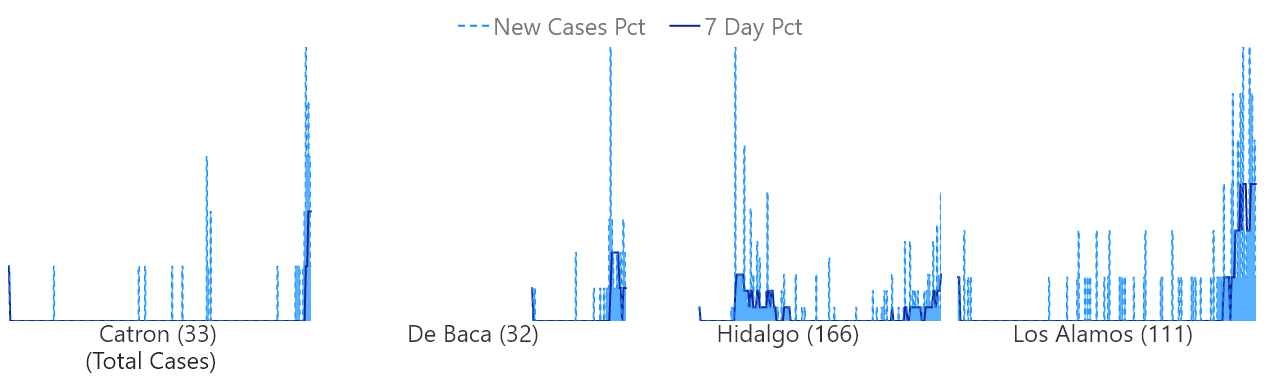 New Cases Pct 7 Day Pct
Catron (33) De Baca (32) Hidalgo (166) Los Alamos (111)
(Total Cases)